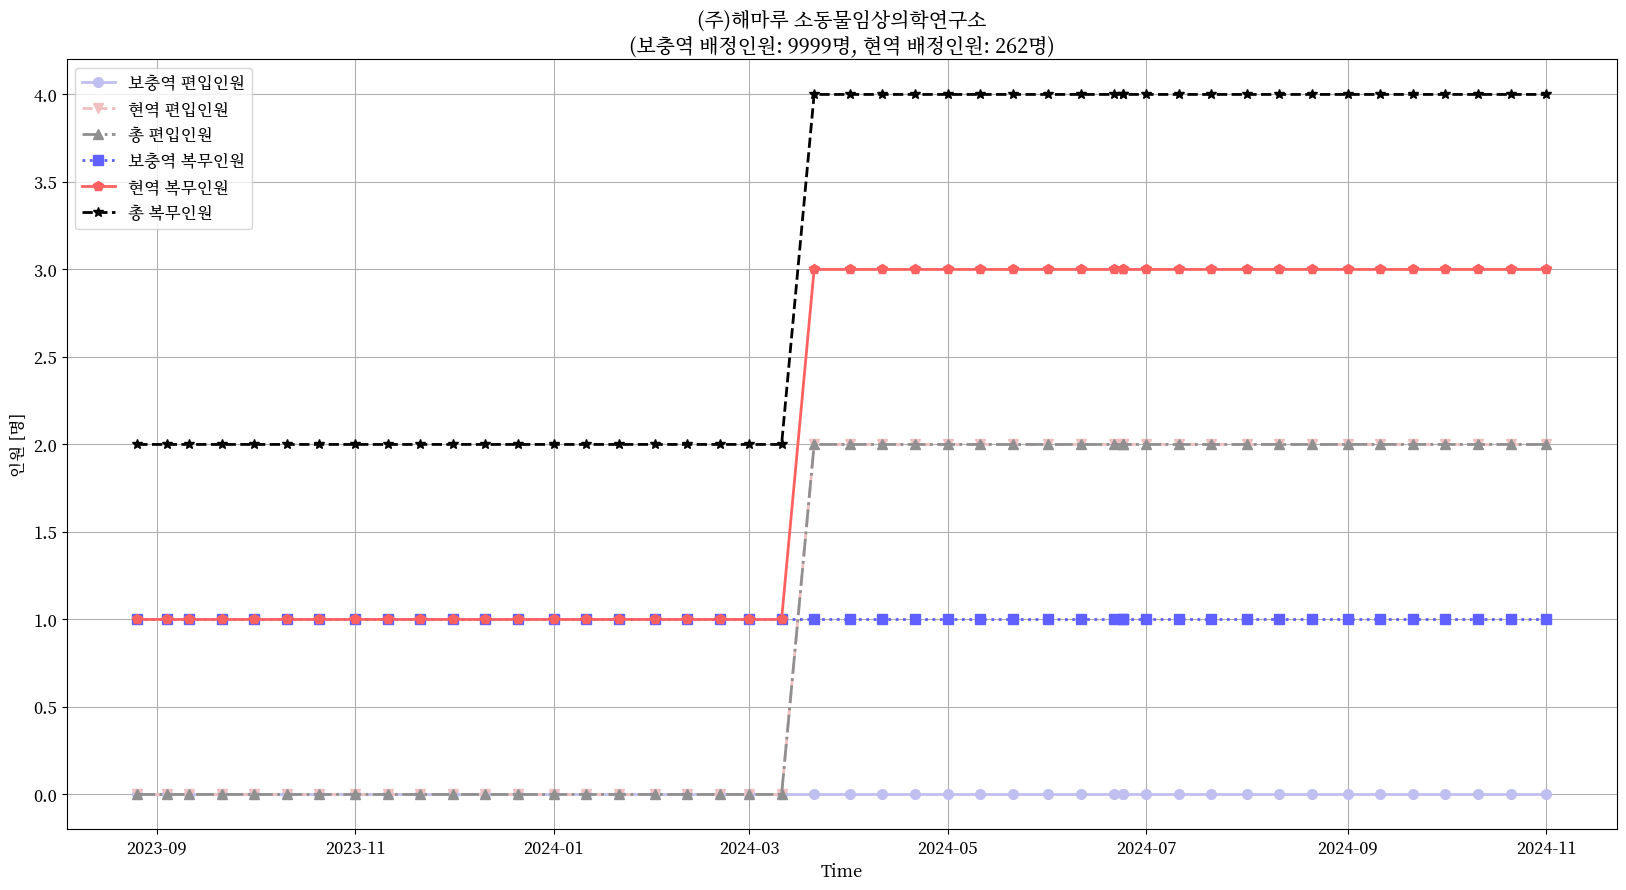 (주)해마루 소동물임상의학연구소
(보충역 배정인원: 9999명, 현역 배정인원: 262명)
보충역 편입인원
현역 편입인원
총 편입인원
보충역 복무인원
현역 복무인원
총 복무인원
인원 [명]
4.0
3.5
3.0
2.5
2.0
1.5
1.0
0.5
0.0
2023-09
2023-11
2024-01
2024-03
2024-05
2024-07
2024-09
2024-11
Time